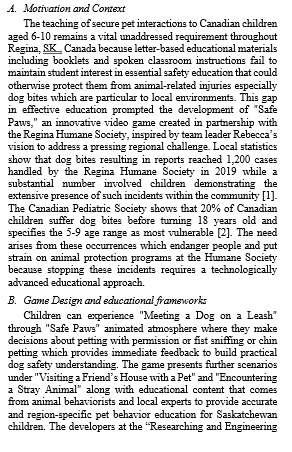 A. Motivation and Context
The teaching of secure pet interactions to Canadian children
aged 6-10 remains a vital unaddressed requirement throughout
Regina, SK., Canada because letter-based educational materials
including booklets and spoken classroom instructions fail to
maintain student interest in essential safety education that could
otherwise protect them from animal-related injuries especially
dog bites which are particular to local environments. This gap
in effective education prompted the development of "Safe
Paws," an innovative video game created in partnership with
the Regina Humane Society, inspired by team leader Rebecca’s
vision to address a pressing regional challenge. Local statistics
show that dog bites resulting in reports reached 1,200 cases
handled by the Regina Humane Society in 2019 while a
substantial number involved children demonstrating the
extensive presence of such incidents within the community [1].
The Canadian Pediatric Society shows that 20% of Canadian
children suffer dog bites before turning 18 years old and
specifies the 5-9 age range as most vulnerable [2]. The need
arises from these occurrences which endanger people and put
strain on animal protection programs at the Humane Society
because stopping these incidents requires a technologically
advanced educational approach.
B. Game Design and educational frameworks
Children can experience "Meeting a Dog on a Leash"
through "Safe Paws" animated atmosphere where they make
decisions about petting with permission or fist sniffing or chin
petting which provides immediate feedback to build practical
dog safety understanding. The game presents further scenarios
under "Visiting a Friend’s House with a Pet" and "Encountering
a Stray Animal" along with educational content that comes
from animal behaviorists and local experts to provide accurate
and region-specific pet behavior education for Saskatchewan
children. The developers at the “Researching and Engineering